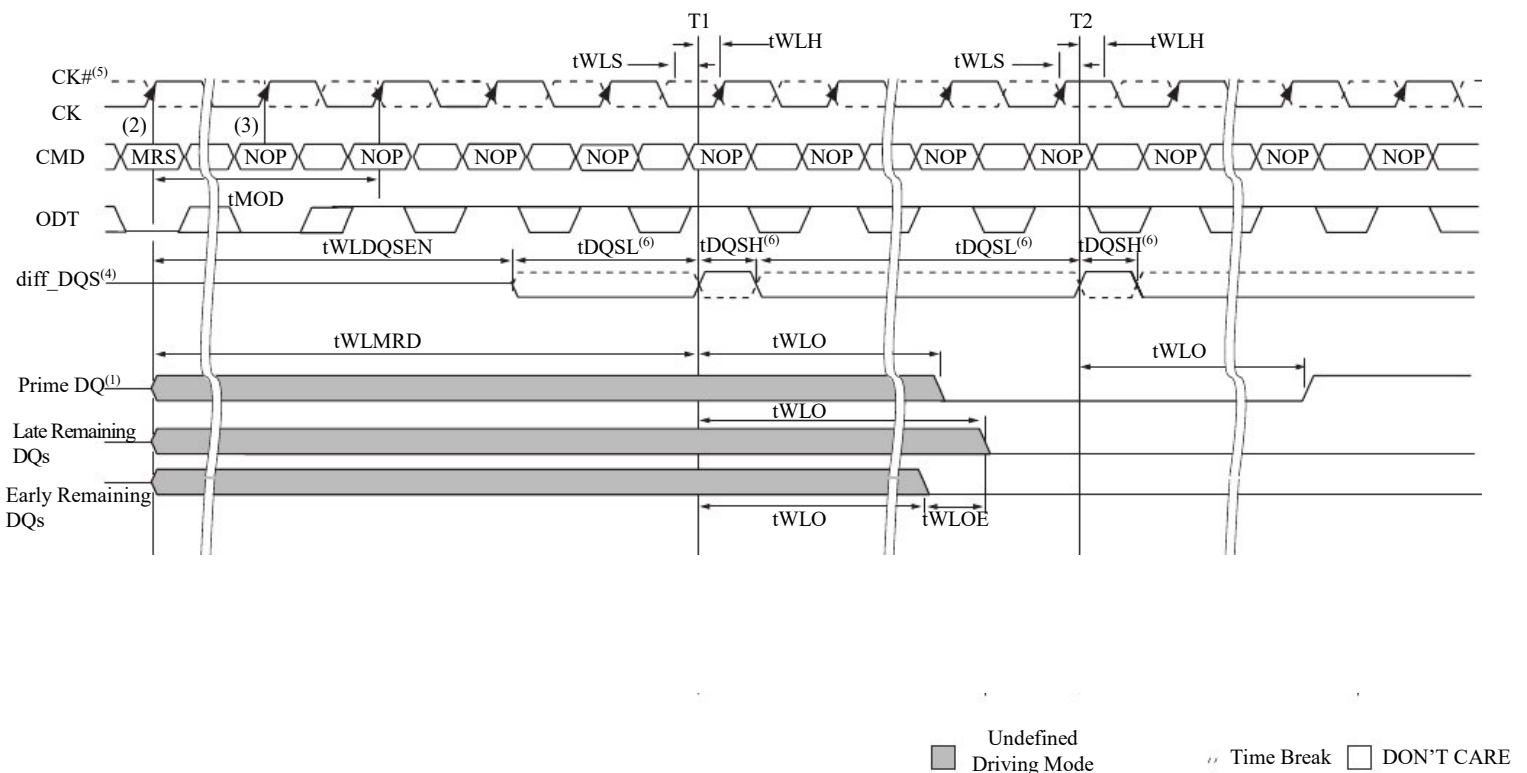 T1
T2
tWLH
tWLH
tWLS
tWLS
CK#(5)
CK
(2)
(3)
CMD
MRS
NOP
NOP
NOP
NOP
NOP
NOP
NOP
NOP
NOP
NOP
NOP
tMOD
ODT
tWLDQSEN
tDQSL(6)
tDQSH(6)
tDQSL(6)
tDQSH(6)
diff_DQS(4)
tWLMRD
tWLO
tWLO
Prime DQ(1)
tWLO
Late Remaining
DQs
Early Remaining
DQs
tWLO
tWLOE
Undefined
Driving Mode
Time Break
DON'T CARE